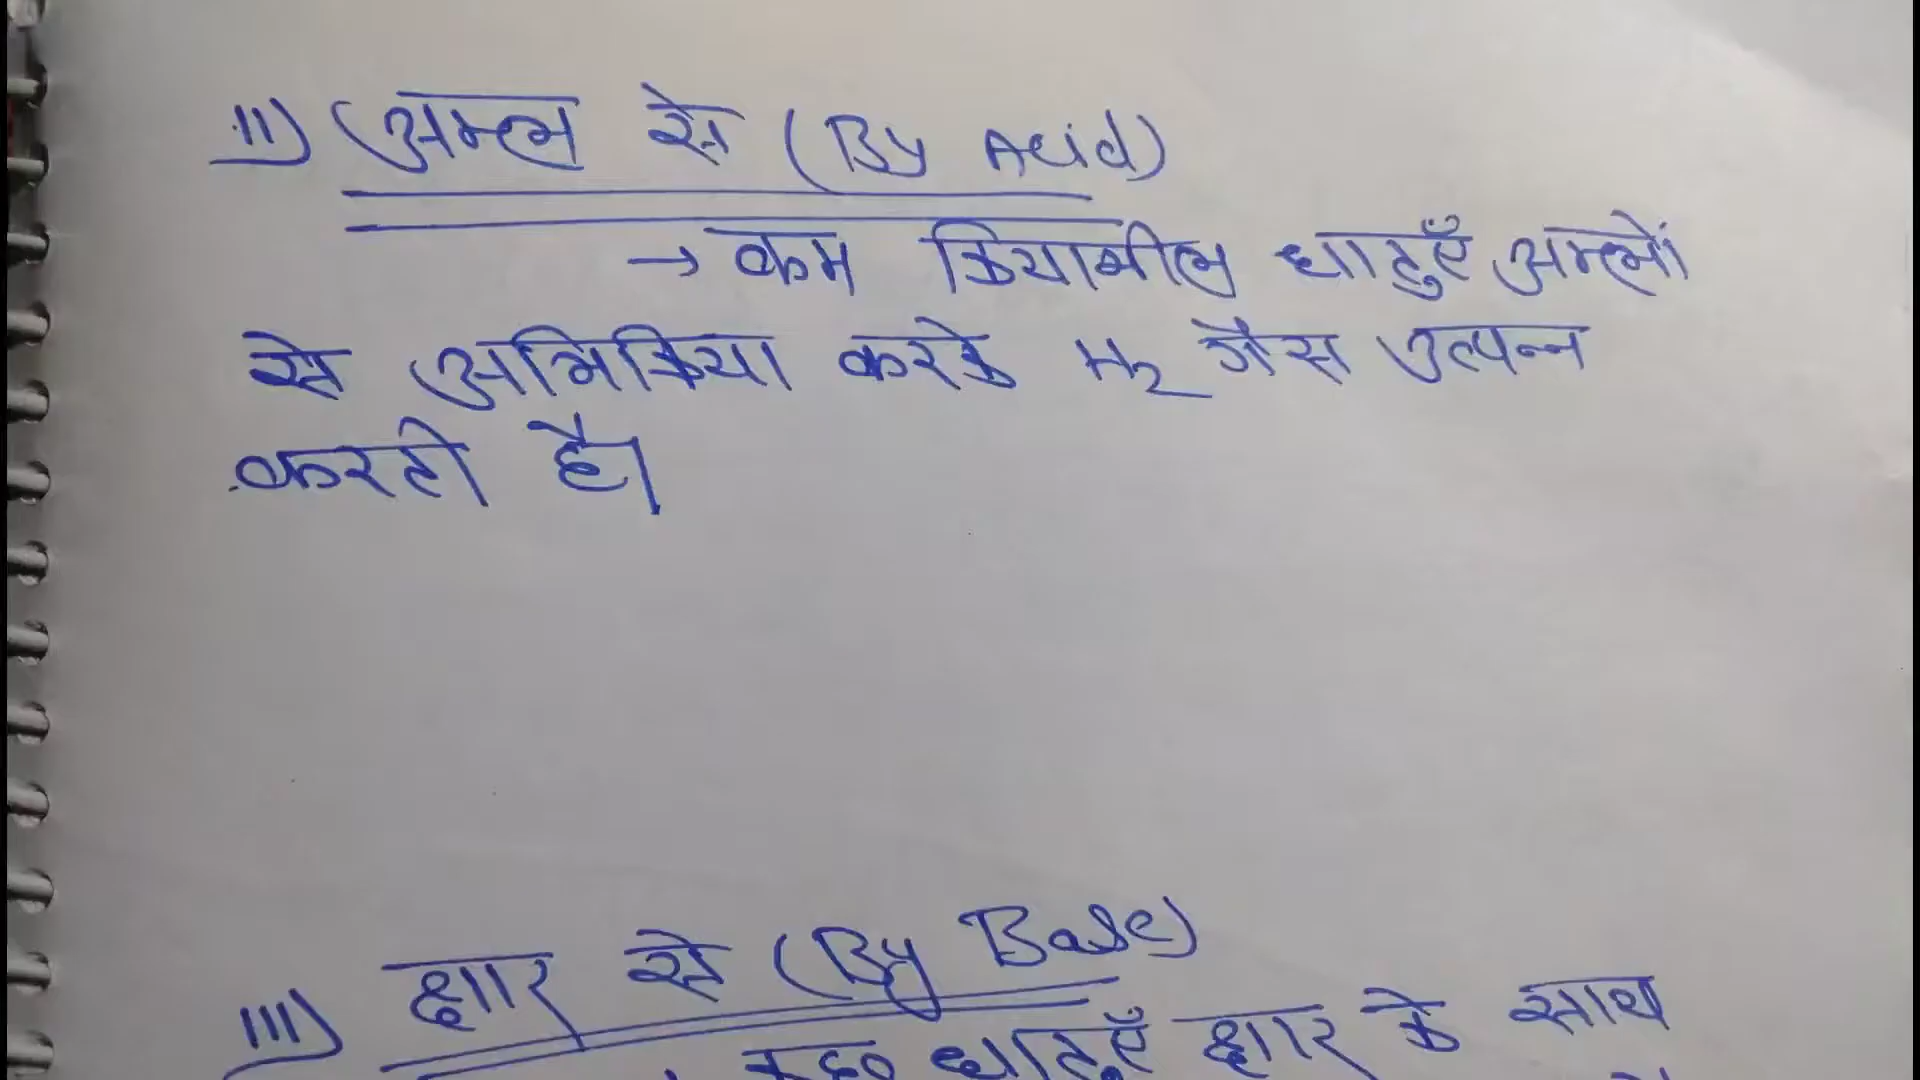 II) अम्ल से (By Acid)
→ कम क्रियाशील धातुएँ अम्लों
से अभिक्रिया करके H₂ गैस उत्पन्न
करती है।
III) क्षार से (By Base)
कुछ धातुएँ क्षार के साथ